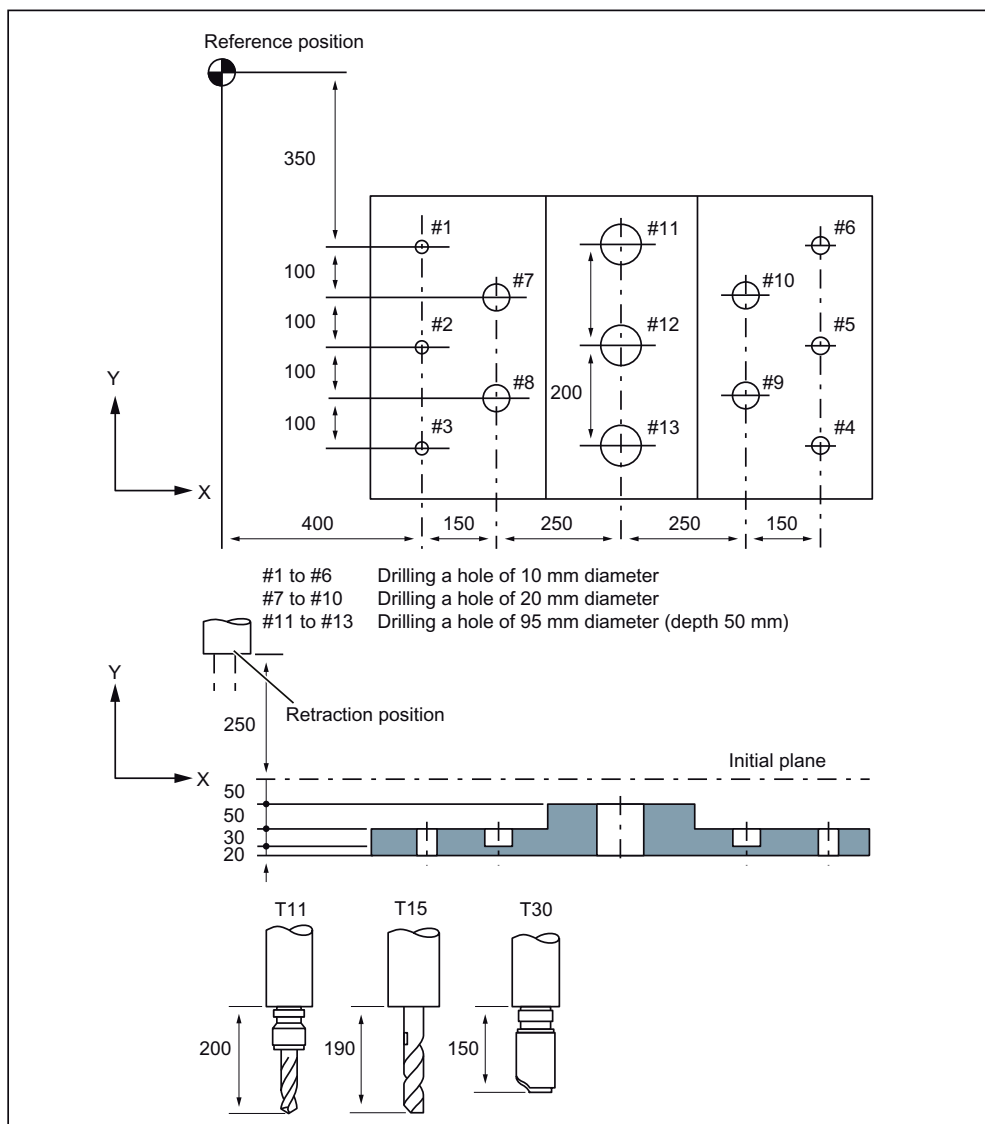 Reference position
350
#1
#11
#6
100
#7
#10
100
#2
#12
#5
100
#8
200
#9
100
#3
#13
#4
Y
X
400
150
250
250
150
#1 to #6 Drilling a hole of 10 mm diameter
#7 to #10 Drilling a hole of 20 mm diameter
#11 to #13 Drilling a hole of 95 mm diameter (depth 50 mm)
Y
Retraction position
250
Initial plane
X
50
50
30
20
T11
T15
T30
200
190
150